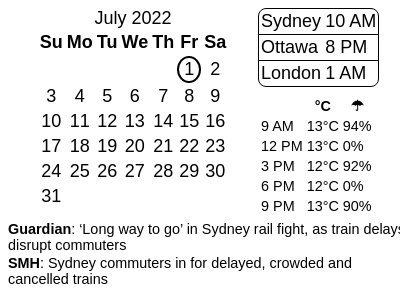 July 2022
Su Mo Tu We Th Fr Sa
1 2
3 4 5 6 7 8 9
10 11 12 13 14 15 16
17 18 19 20 21 22 23
24 25 26 27 28 29 30
31
Sydney 10 AM
Ottawa 8 PM
London 1 AM
°C ☂
9 AM 13°C 94%
12 PM 13°C 0%
3 PM 12°C 92%
6 PM 12°C 0%
9 PM 13°C 90%
Guardian: ‘Long way to go’ in Sydney rail fight, as train delays
disrupt commuters
SMH: Sydney commuters in for delayed, crowded and
cancelled trains